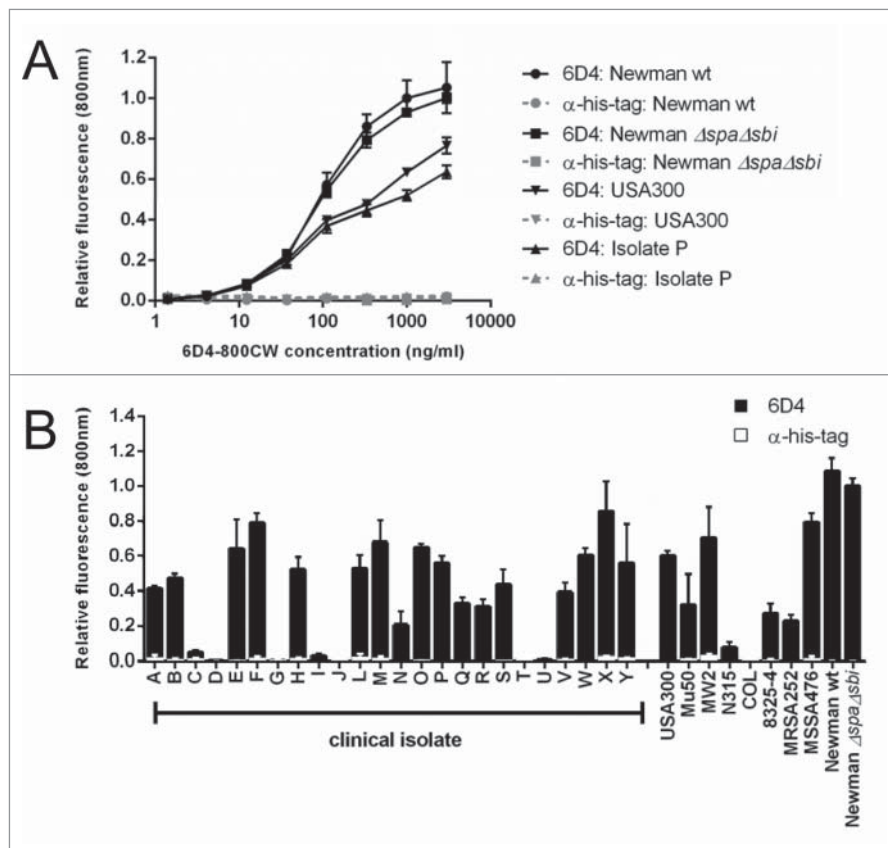 A
Relative fluorescence (800nm)
1.2
1.0
0.8
0.6
0.4
0.2
0.0
1 10 100 1000 10000
6D4-800CW concentration (ng/ml)
6D4: Newman wt
α-his-tag: Newman wt
6D4: Newman ΔspaΔsbi
α-his-tag: Newman ΔspaΔsbi
6D4: USA300
α-his-tag: USA300
6D4: Isolate P
α-his-tag: Isolate P
B
Relative fluorescence (800nm)
1.4
1.2
1.0
0.8
0.6
0.4
0.2
0.0
6D4
α-his-tag
A B C D E F G H I J L M N O P Q R S T U V W X Y USA300 Mu50 MW2 N315 COL 8325-4 MRSA252 MSSA476 Newman wt Newman ΔspaΔsbi
clinical isolate